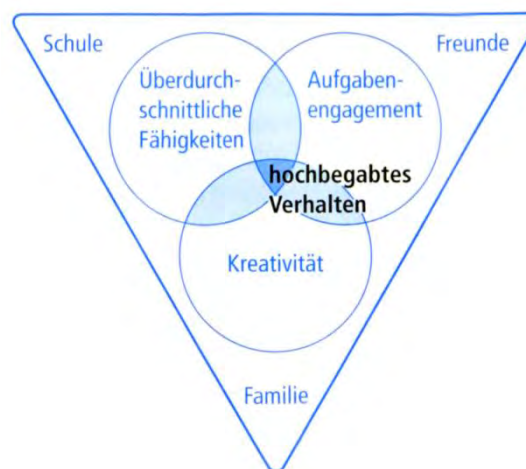 Schule
Freunde
Überdurch-
schnittliche
Fähigkeiten
Aufgaben-
engagement
hochbegabtes
Verhalten
Kreativität
Familie